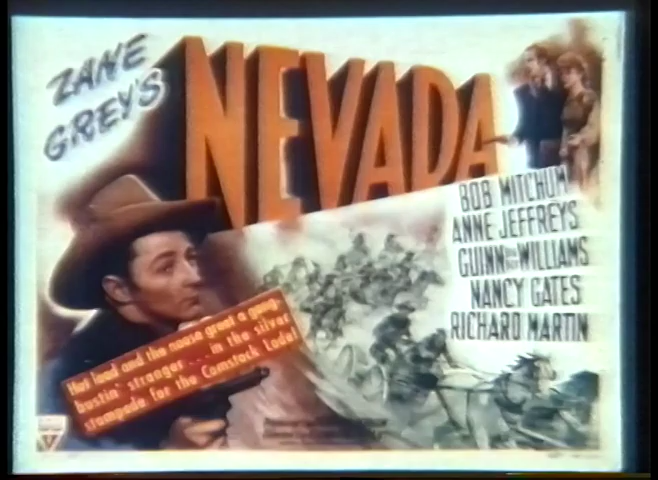 ZANE
GREY'S
NEVADA
BOB MITCHUM
ANNE JEFFREYS
GUINN BIG BOY WILLIAMS
NANCY GATES
RICHARD MARTIN
Hot lead and the noose greet a gang-
bustin' stranger... in the silver
stampede for the Comstock Lode!